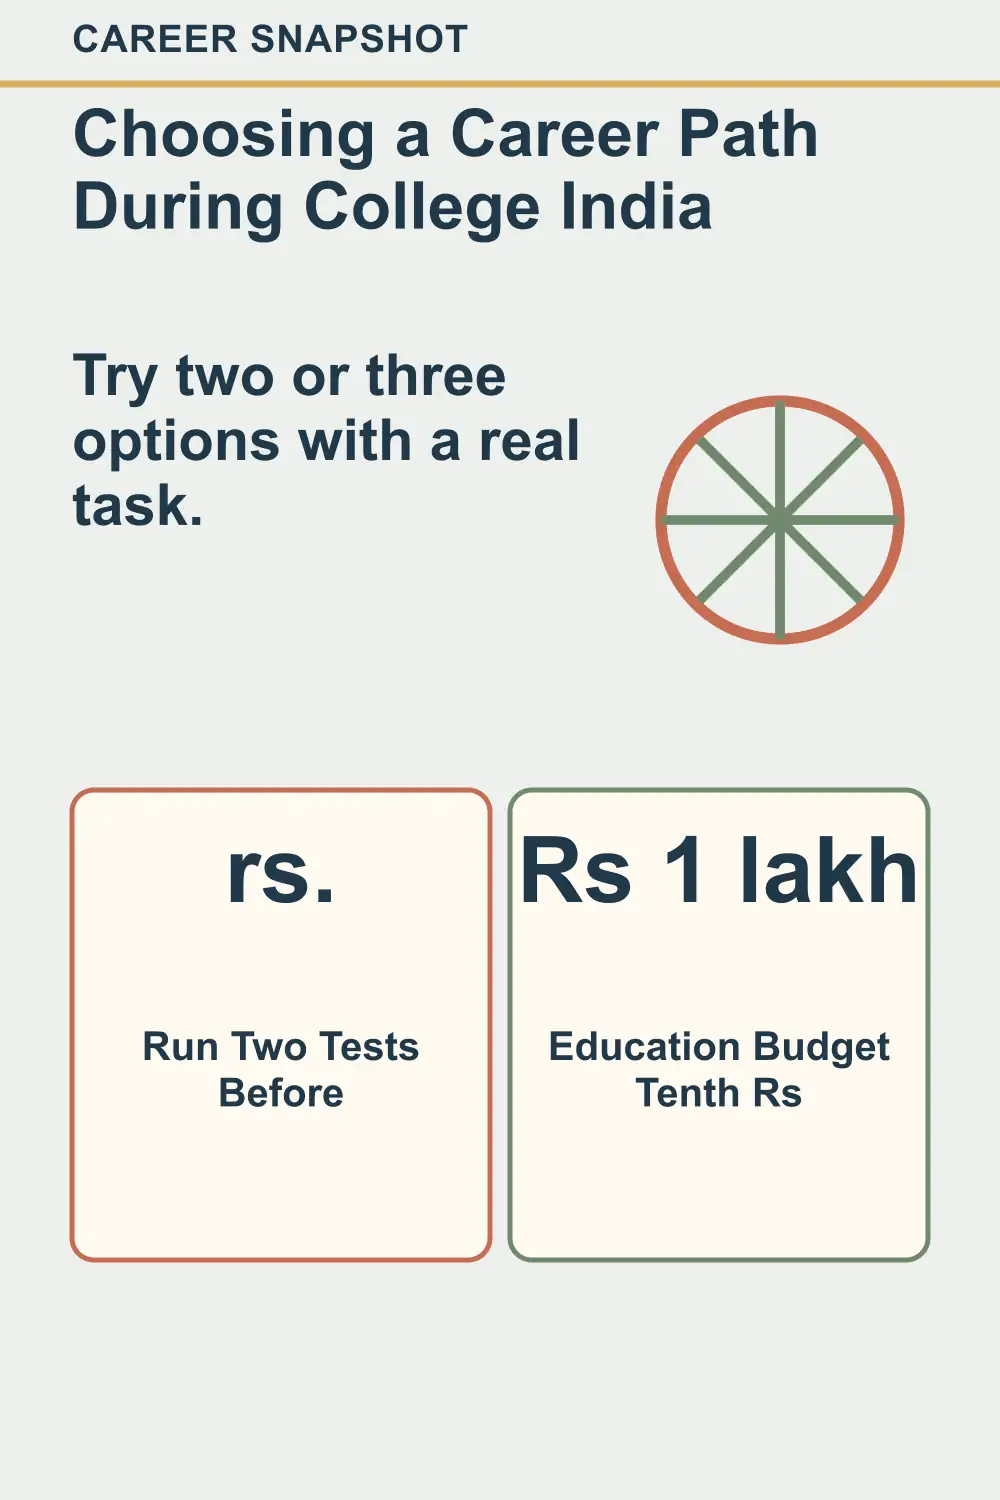 CAREER SNAPSHOT
Choosing a Career Path
During College India
Try two or three
options with a real
task.
rs.
Run Two Tests
Before
Rs 1 lakh
Education Budget
Tenth Rs